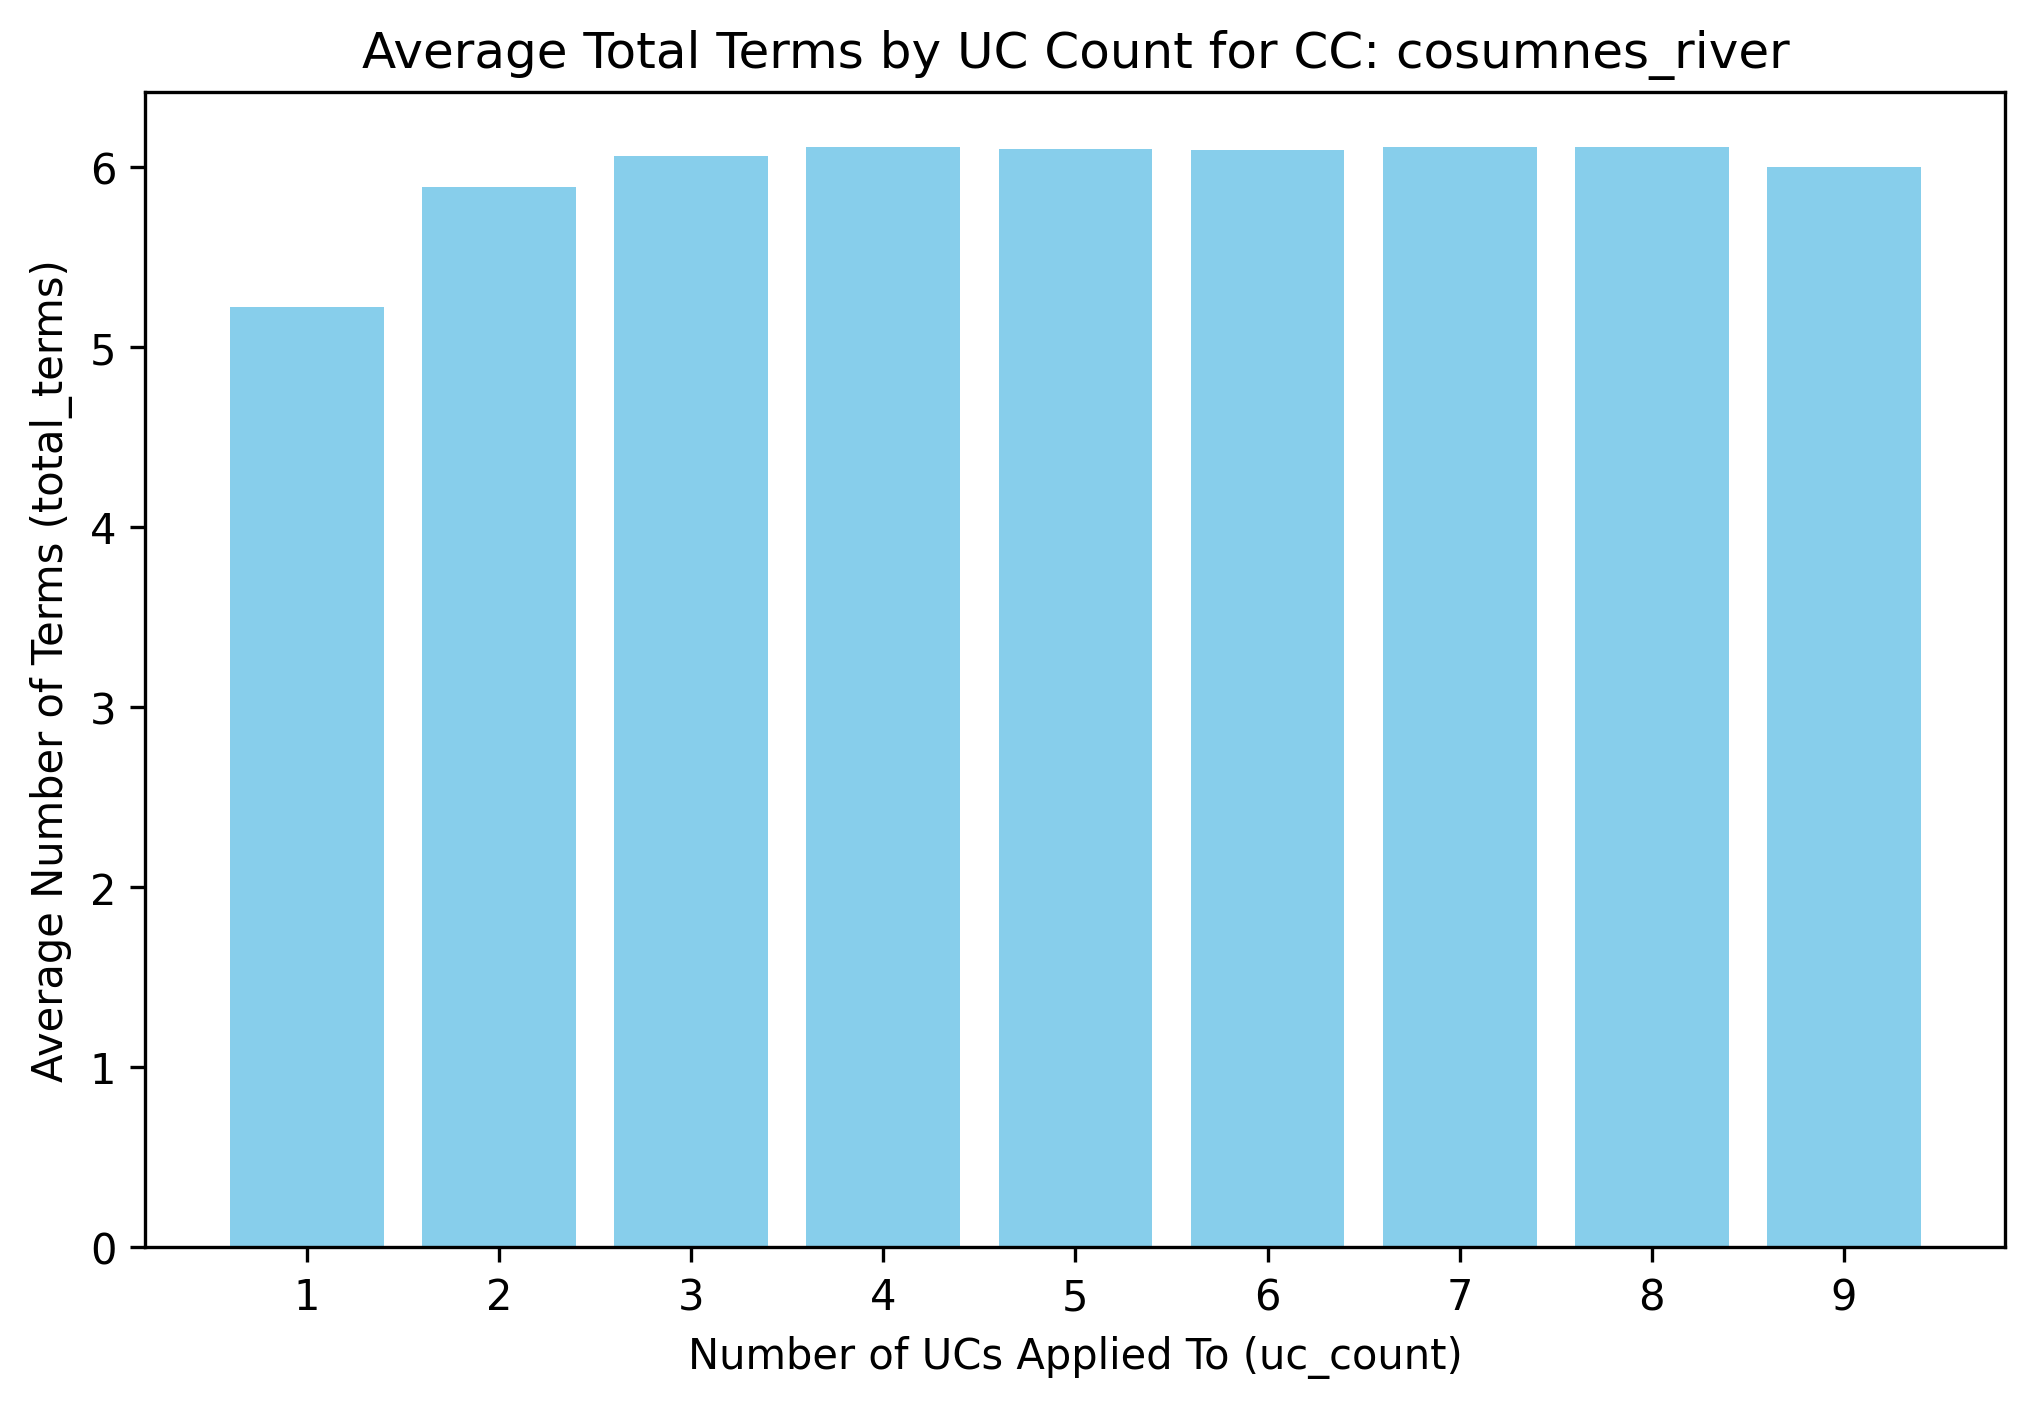 Average Total Terms by UC Count for CC: cosumnes_river
Average Number of Terms (total_terms)
6
5
4
3
2
1
0
1 2 3 4 5 6 7 8 9
Number of UCs Applied To (uc_count)